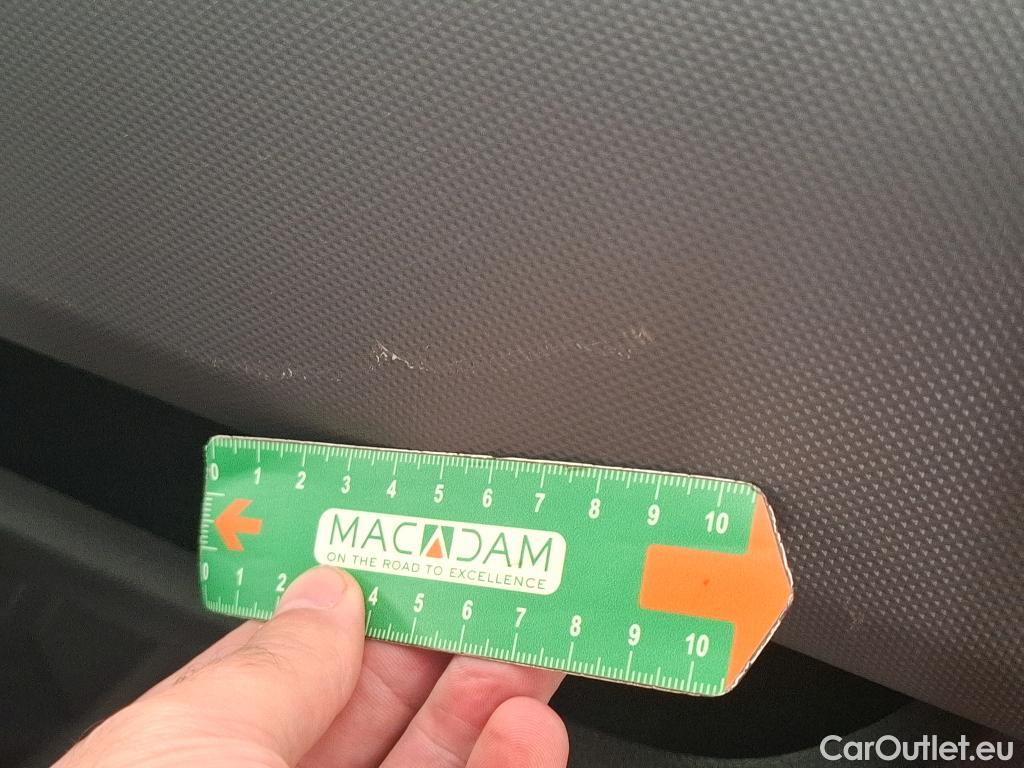 0 1 2 3 4 5 6 7 8 9 10
MACADAM
ON THE ROAD TO EXCELLENCE
0 1 2 4 5 6 7 8 9 10
CarOutlet.eu